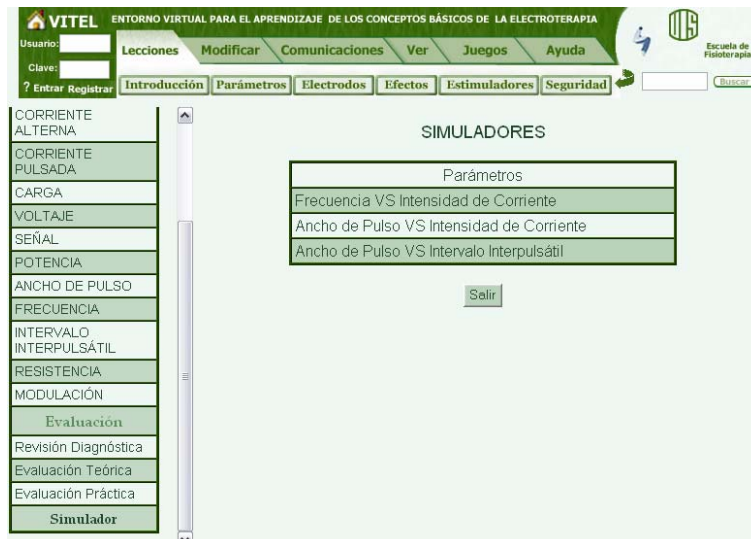 VITEL ENTORNO VIRTUAL PARA EL APRENDIZAJE DE LOS CONCEPTOS BÁSICOS DE LA ELECTROTERAPIA
Usuario:
Clave:
? Entrar Registrar
Lecciones Modificar Comunicaciones Ver Juegos Ayuda
Introducción Parámetros Electrodos Efectos Estimuladores Seguridad
Buscar
UIS
Escuela de
Fisioterapia
CORRIENTE
ALTERNA
CORRIENTE
PULSADA
CARGA
VOLTAJE
SEÑAL
POTENCIA
ANCHO DE PULSO
FRECUENCIA
INTERVALO
INTERPULSÁTIL
RESISTENCIA
MODULACIÓN
Evaluación
Revisión Diagnóstica
Evaluación Teórica
Evaluación Práctica
Simulador
SIMULADORES
Parámetros
Frecuencia VS Intensidad de Corriente
Ancho de Pulso VS Intensidad de Corriente
Ancho de Pulso VS Intervalo Interpulsátil
Salir